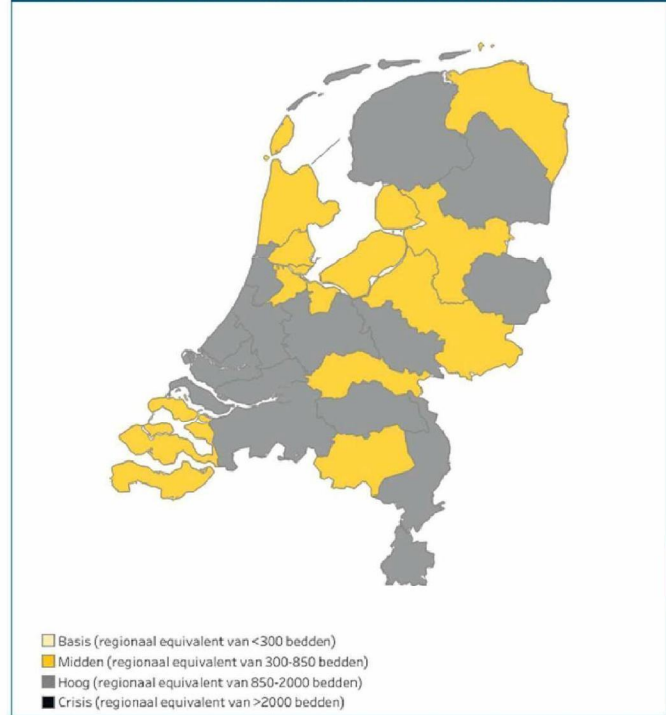 Basis (regionaal equivalent van <300 bedden)
Midden (regionaal equivalent van 300-850 bedden)
Hoog (regionaal equivalent van 850-2000 bedden)
Crisis (regionaal equivalent van >2000 bedden)